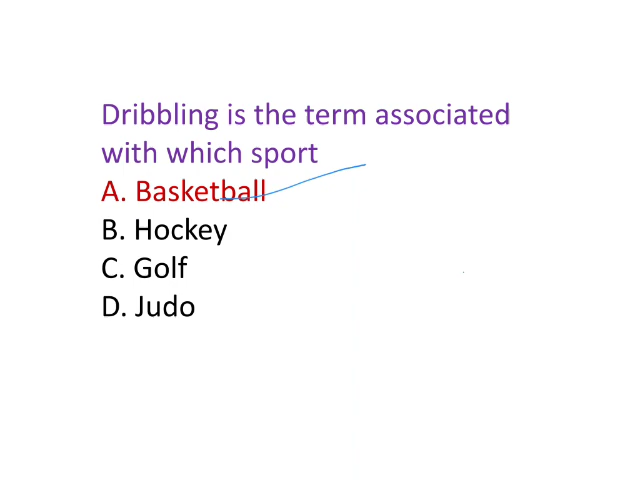 Dribbling is the term associated
with which sport
A. Basketball
B. Hockey
C. Golf
D. Judo